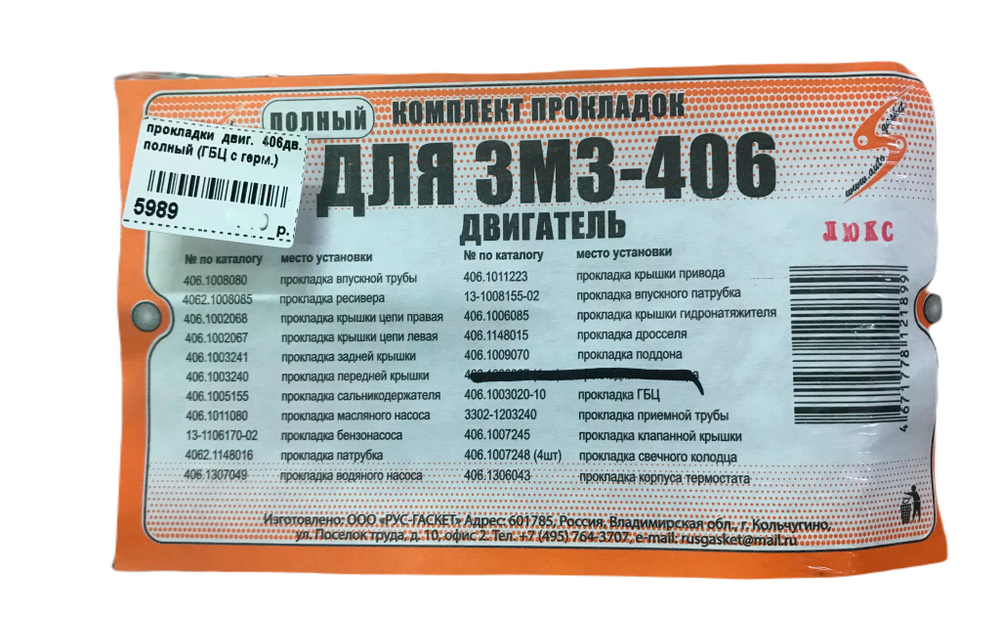 ПОЛНЫЙ КОМПЛЕКТ ПРОКЛАДОК
прокладки двиг. 406дв.
полный (ГБЦ с герм.)
5989
р.
ДЛЯ ЗМЗ-406
ДВИГАТЕЛЬ
ЛЮКС
№ по каталогу место установки
406.1008080 прокладка впускной трубы
4062.1008085 прокладка ресивера
406.1002068 прокладка крышки цепи правая
406.1002067 прокладка крышки цепи левая
406.1003241 прокладка задней крышки
406.1003240 прокладка передней крышки
406.1005155 прокладка сальникодержателя
406.1011080 прокладка масляного насоса
13-1106170-02 прокладка бензонасоса
4062.1148016 прокладка патрубка
406.1307049 прокладка водяного насоса
№ по каталогу место установки
406.1011223 прокладка крышки привода
13-1008155-02 прокладка впускного патрубка
406.1006085 прокладка крышки гидронатяжителя
406.1148015 прокладка дросселя
406.1009070 прокладка поддона
406.1003020-10 прокладка ГБЦ
3302-1203240 прокладка приемной трубы
406.1007245 прокладка клапанной крышки
406.1007248 (4шт) прокладка свечного колодца
406.1306043 прокладка корпуса термостата
4 671778 121899
Изготовлено: ООО «РУС-ГАСКЕТ» Адрес: 601785, Россия, Владимирская обл., г. Кольчугино,
ул. Поселок труда, д. 10, офис 2. Тел. +7 (495) 764-3707, e-mail: rusgasket@mail.ru